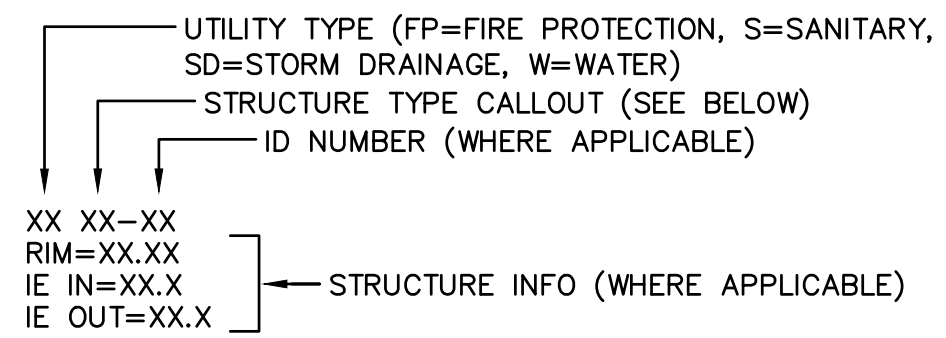 UTILITY TYPE (FP=FIRE PROTECTION, S=SANITARY,
SD=STORM DRAINAGE, W=WATER)
STRUCTURE TYPE CALLOUT (SEE BELOW)
ID NUMBER (WHERE APPLICABLE)
XX XX-XX
RIM=XX.XX
IE IN=XX.X
IE OUT=XX.X
STRUCTURE INFO (WHERE APPLICABLE)